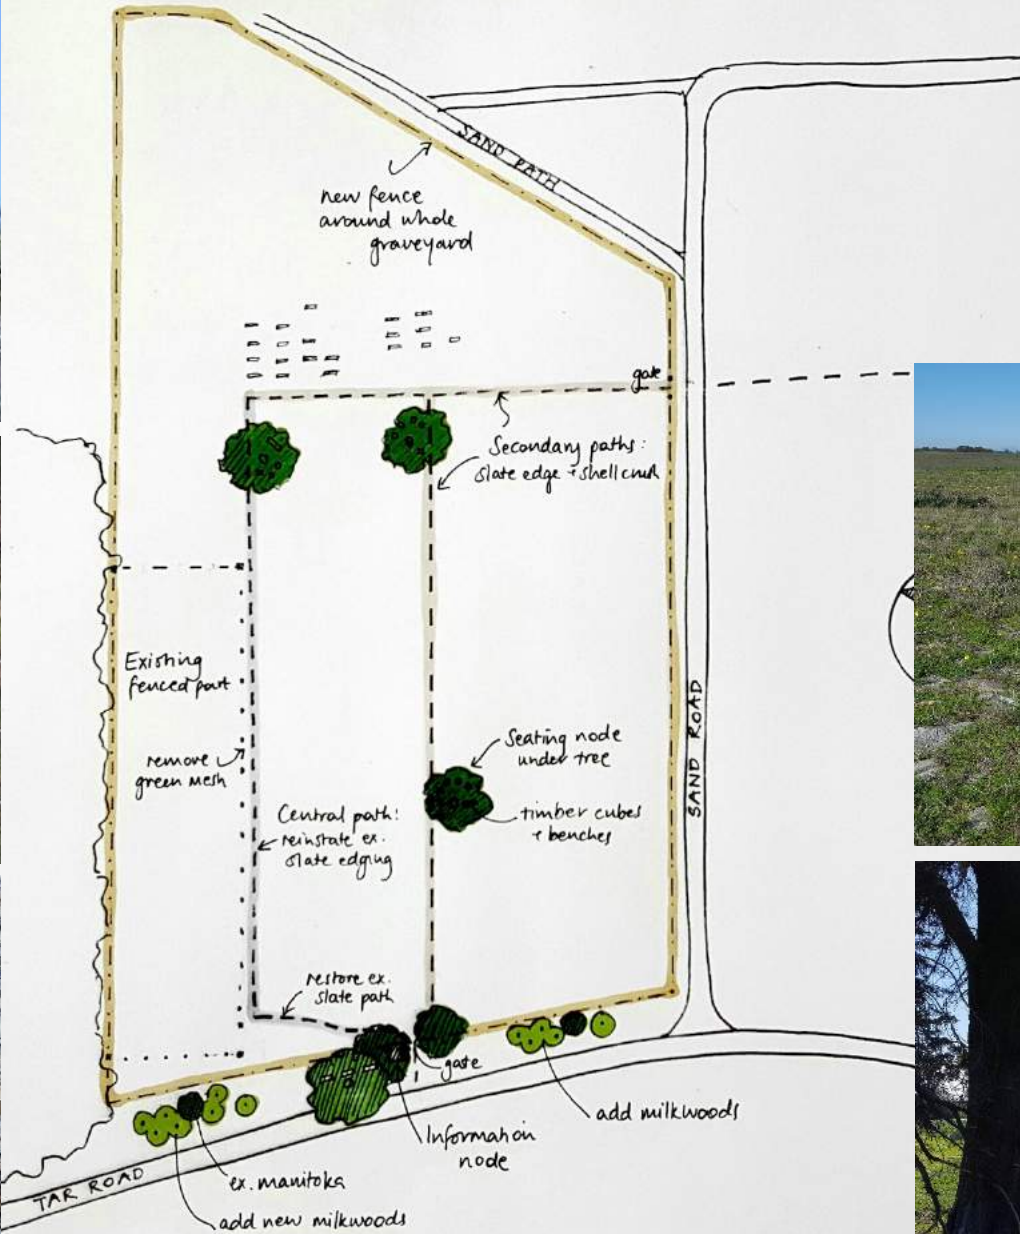 SAND PATH
new fence
around whole
graveyard
gate
Secondary paths:
slate edge + shell crush
Existing
fenced part
remove
green mesh
Seating node
under tree
timber cubes
+ benches
SAND ROAD
Central path:
reinstate ex.
slate edging
restore ex.
slate path
gate
add milkwoods
Information
node
ex. manitoka
TAR ROAD
add new milkwoods